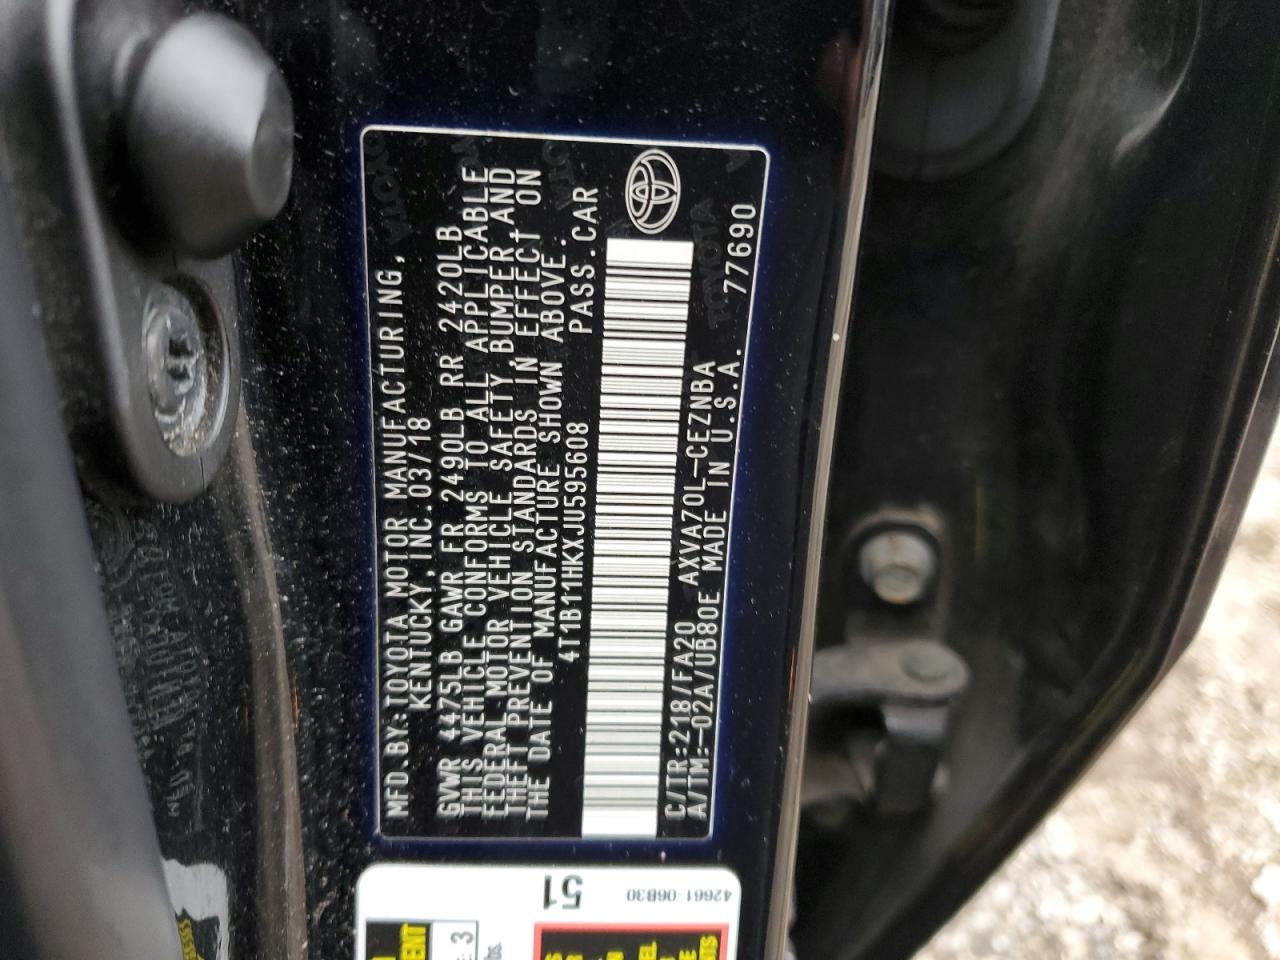 MFD.BY:TOYOTA MOTOR MANUFACTURING,
KENTUCKY,INC.03/18
GVWR 4475LB GAWR FR 2490LB RR 2420LB
THIS VEHICLE CONFORMS TO ALL APPLICABLE
FEDERAL MOTOR VEHICLE SAFETY,BUMPER,AND
THEFT PREVENTION STANDARDS IN EFFECT ON
THE DATE OF MANUFACTURE SHOWN ABOVE.
4T1B11HKXJU595608 PASS.CAR
C/TR:218/FA20 AXVA70L-CEZNBA
A/TM:-02A/UB80E MADE IN U.S.A. 77690
TOYOTA
51
42661-06B30
3